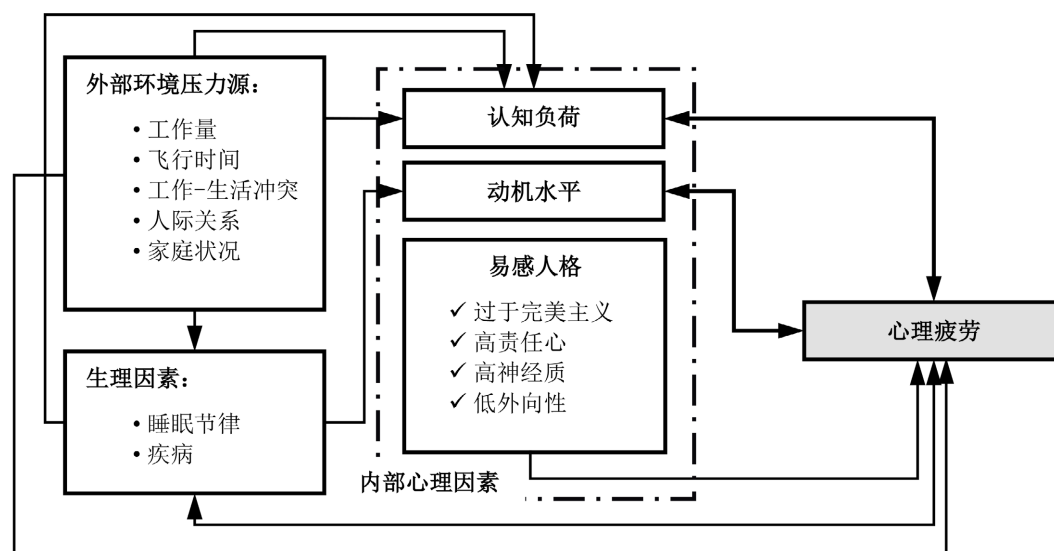 外部环境压力源：
• 工作量
• 飞行时间
• 工作-生活冲突
• 人际关系
• 家庭状况
生理因素：
• 睡眠节律
• 疾病
认知负荷
动机水平
易感人格
✓ 过于完美主义
✓ 高责任心
✓ 高神经质
✓ 低外向性
内部心理因素
心理疲劳